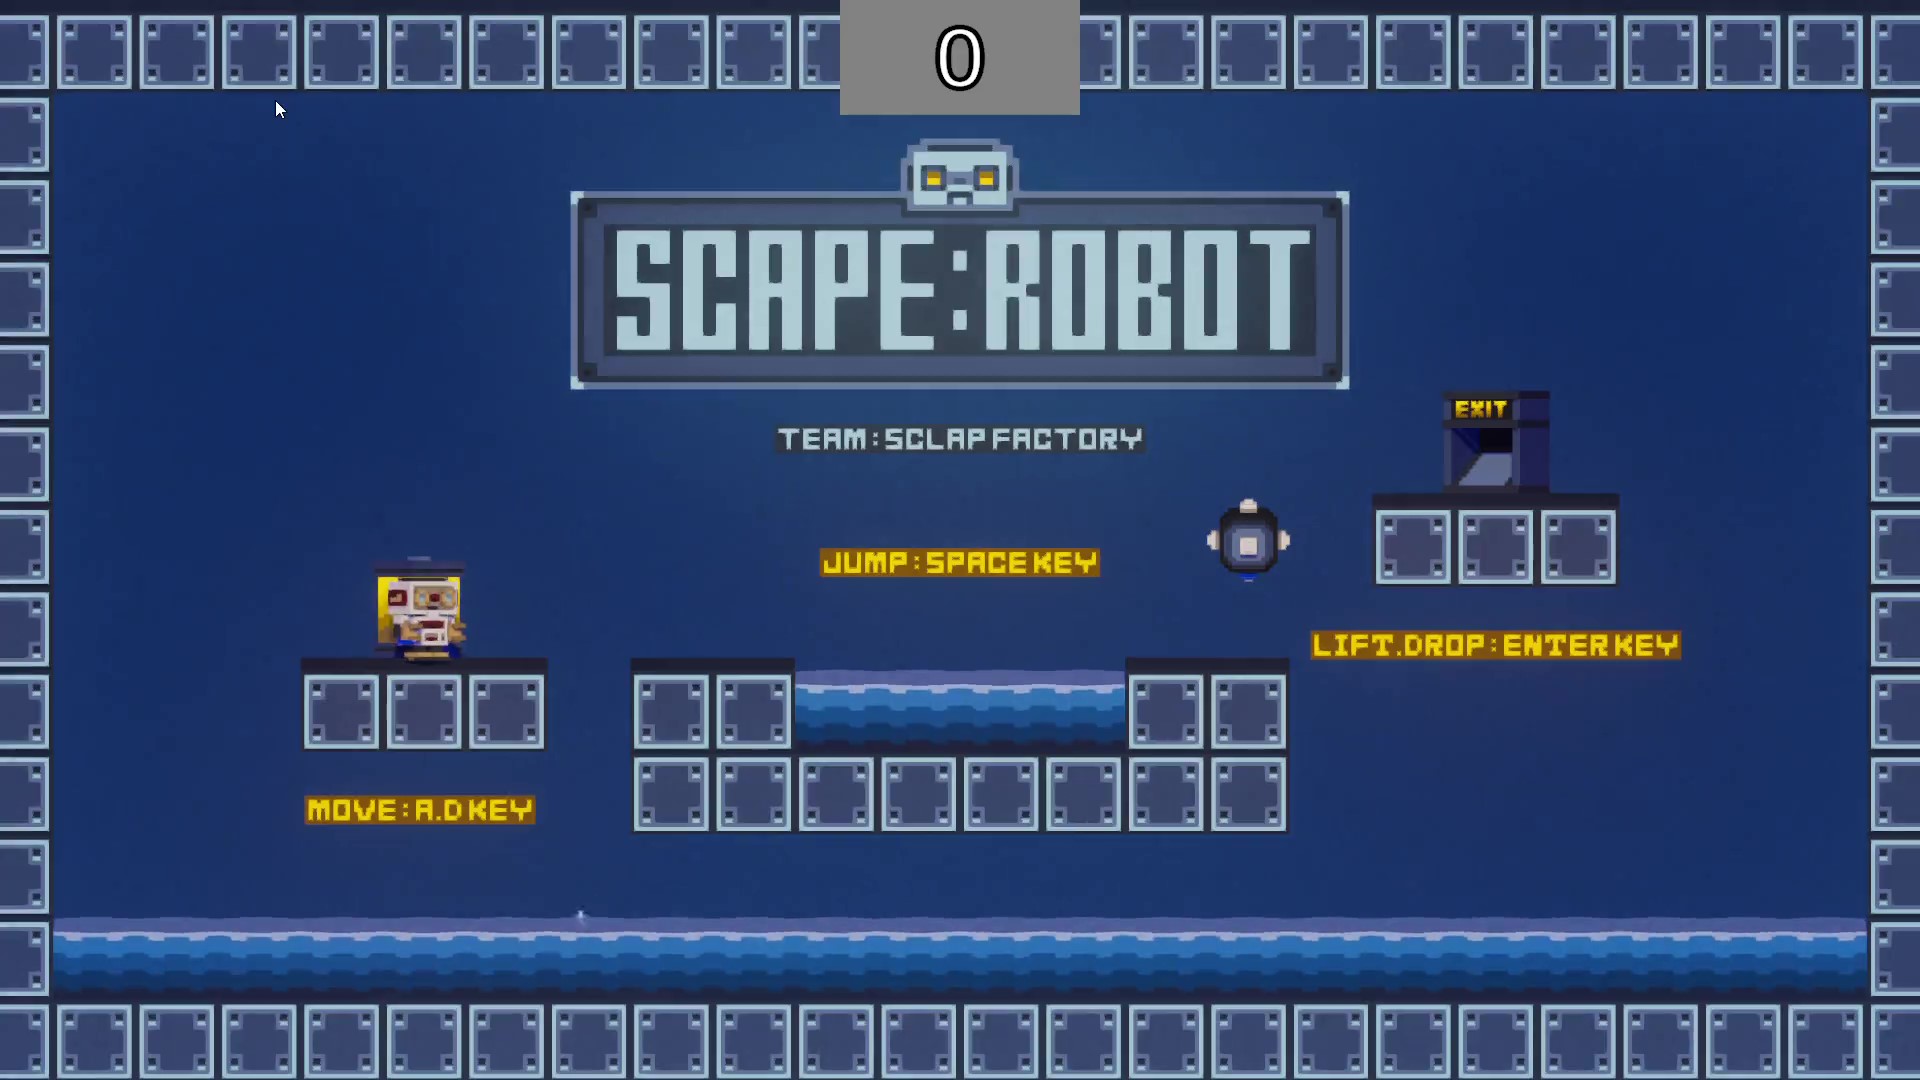 0
SCAPE:ROBOT
TEAM:SCLAP FACTORY
EXIT
JUMP:SPACE KEY
LIFT.DROP:ENTER KEY
MOVE:A.D KEY